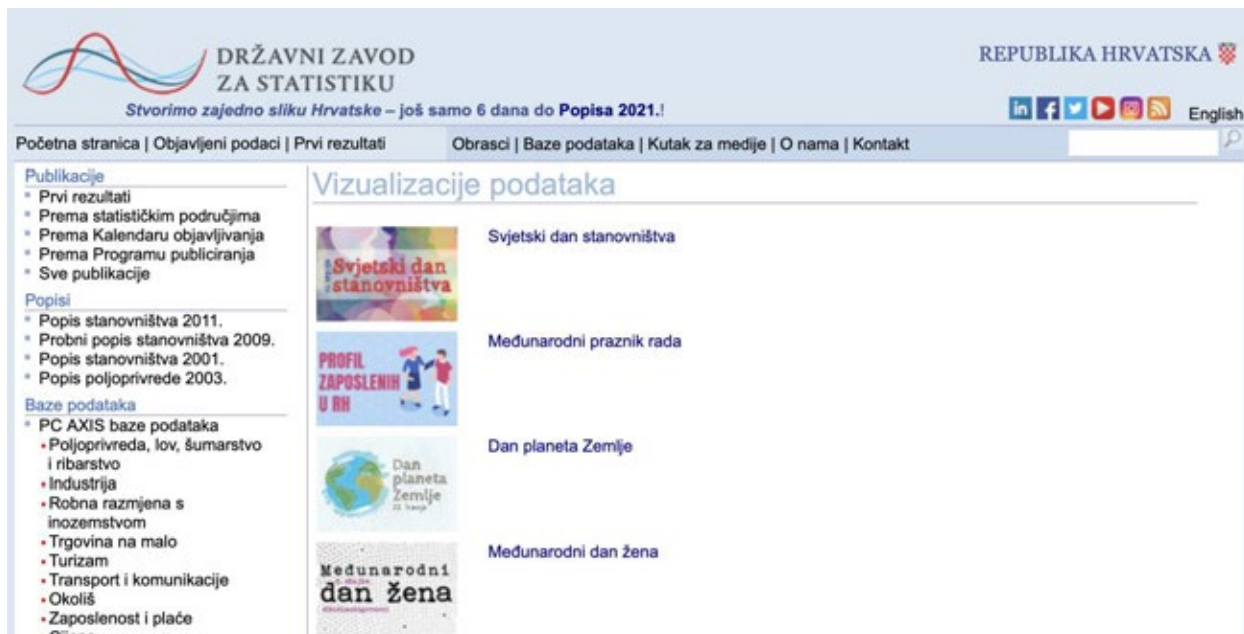 DRŽAVNI ZAVOD
ZA STATISTIKU
REPUBLIKA HRVATSKA
Stvorimo zajedno sliku Hrvatske – još samo 6 dana do Popisa 2021.!
English
Početna stranica | Objavljeni podaci | Prvi rezultati
Obrasci | Baze podataka | Kutak za medije | O nama | Kontakt
Publikacije
Prvi rezultati
Prema statističkim područjima
Prema Kalendaru objavljivanja
Prema Programu publiciranja
Sve publikacije
Popisi
Popis stanovništva 2011.
Probni popis stanovništva 2009.
Popis stanovništva 2001.
Popis poljoprivrede 2003.
Baze podataka
PC AXIS baze podataka
Poljoprivreda, lov, šumarstvo
i ribarstvo
Industrija
Robna razmjena s
inozemstvom
Trgovina na malo
Turizam
Transport i komunikacije
Okoliš
Zaposlenost i plaće
Vizualizacije podataka
Svjetski dan
stanovništva
Svjetski dan stanovništva
PROFIL
ZAPOSLENIH
U RH
Međunarodni praznik rada
Dan
planeta
Zemlje
Dan planeta Zemlje
Međunarodni
dan žena
Međunarodni dan žena